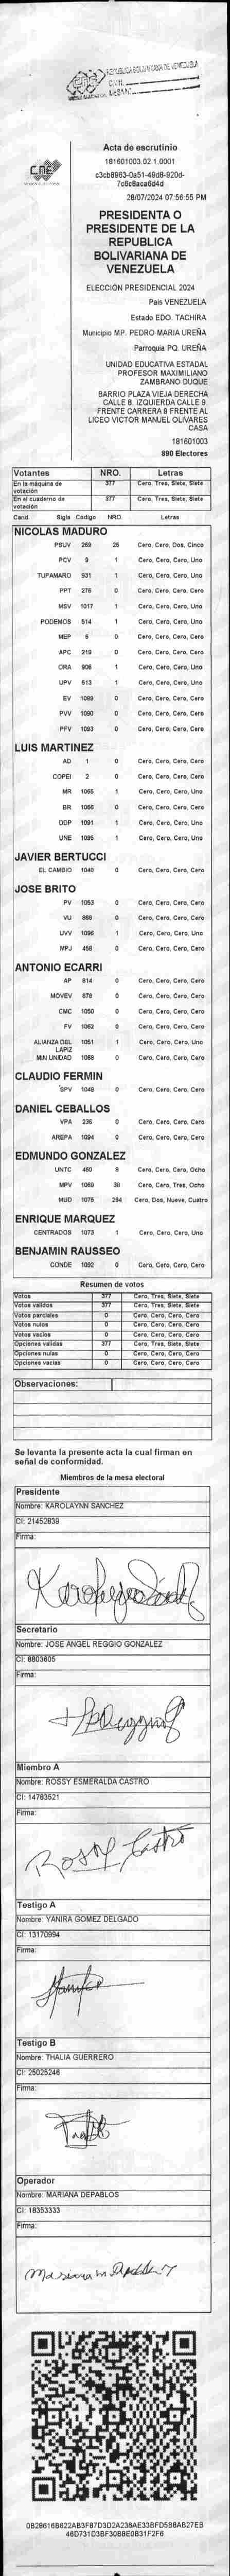 CNE
REPUBLICA BOLIVARIANA DE VENEZUELA
Acta de escrutinio
181601003.02.1.0001
c3cb8963-0a51-49d8-920d-
7c6c8aca6d4d
28/07/2024 07:56:55 PM
PRESIDENTA O
PRESIDENTE DE LA
REPUBLICA
BOLIVARIANA DE
VENEZUELA
ELECCIÓN PRESIDENCIAL 2024
País VENEZUELA
Estado EDO. TACHIRA
Municipio MP. PEDRO MARIA UREÑA
Parroquia PQ. UREÑA
UNIDAD EDUCATIVA ESTADAL
PROFESOR MAXIMILIANO
ZAMBRANO DUQUE
BARRIO PLAZA VIEJA DERECHA
CALLE 8. IZQUIERDA CALLE 9.
FRENTE CARRERA 9 FRENTE AL
LICEO VICTOR MANUEL OLIVARES
CASA
181601003
890 Electores
Votantes NRO. Letras
En la máquina de votación 377 Cero, Tres, Siete, Siete
En el cuaderno de votación 377 Cero, Tres, Siete, Siete
Cand. Sigla Código NRO. Letras
NICOLAS MADURO
PSUV 269 25 Cero, Cero, Dos, Cinco
PCV 9 1 Cero, Cero, Cero, Uno
TUPAMARO 931 1 Cero, Cero, Cero, Uno
PPT 276 0 Cero, Cero, Cero, Cero
MSV 1017 1 Cero, Cero, Cero, Uno
PODEMOS 514 1 Cero, Cero, Cero, Uno
MEP 6 0 Cero, Cero, Cero, Cero
APC 219 0 Cero, Cero, Cero, Cero
ORA 906 1 Cero, Cero, Cero, Uno
UPV 613 1 Cero, Cero, Cero, Uno
EV 1089 0 Cero, Cero, Cero, Cero
PVV 1090 0 Cero, Cero, Cero, Cero
PFV 1093 0 Cero, Cero, Cero, Cero
LUIS MARTINEZ
AD 1 0 Cero, Cero, Cero, Cero
COPEI 2 0 Cero, Cero, Cero, Cero
MR 1065 1 Cero, Cero, Cero, Uno
BR 1066 0 Cero, Cero, Cero, Cero
DDP 1091 1 Cero, Cero, Cero, Uno
UNE 1095 1 Cero, Cero, Cero, Uno
JAVIER BERTUCCI
EL CAMBIO 1046 0 Cero, Cero, Cero, Cero
JOSE BRITO
PV 1053 0 Cero, Cero, Cero, Cero
VU 868 0 Cero, Cero, Cero, Cero
UVV 1096 1 Cero, Cero, Cero, Uno
MPJ 458 0 Cero, Cero, Cero, Cero
ANTONIO ECARRI
AP 814 0 Cero, Cero, Cero, Cero
MOVEV 678 0 Cero, Cero, Cero, Cero
CMC 1050 0 Cero, Cero, Cero, Cero
FV 1062 0 Cero, Cero, Cero, Cero
ALIANZA DEL LAPIZ 1051 1 Cero, Cero, Cero, Uno
MIN UNIDAD 1068 0 Cero, Cero, Cero, Cero
CLAUDIO FERMIN
SPV 1049 0 Cero, Cero, Cero, Cero
DANIEL CEBALLOS
VPA 236 0 Cero, Cero, Cero, Cero
AREPA 1094 0 Cero, Cero, Cero, Cero
EDMUNDO GONZALEZ
UNTC 460 8 Cero, Cero, Cero, Ocho
MPV 1069 38 Cero, Cero, Tres, Ocho
MUD 1075 294 Cero, Dos, Nueve, Cuatro
ENRIQUE MARQUEZ
CENTRADOS 1073 1 Cero, Cero, Cero, Uno
BENJAMIN RAUSSEO
CONDE 1092 0 Cero, Cero, Cero, Cero
Resumen de votos
Votos 377 Cero, Tres, Siete, Siete
Votos validos 377 Cero, Tres, Siete, Siete
Votos parciales 0 Cero, Cero, Cero, Cero
Votos nulos 0 Cero, Cero, Cero, Cero
Votos vacios 0 Cero, Cero, Cero, Cero
Opciones validas 377 Cero, Tres, Siete, Siete
Opciones nulas 0 Cero, Cero, Cero, Cero
Opciones vacias 0 Cero, Cero, Cero, Cero
Observaciones:
Se levanta la presente acta la cual firman en
señal de conformidad.
Miembros de la mesa electoral
Presidente
Nombre: KAROLAYNN SANCHEZ
CI: 21452839
Firma:
Secretario
Nombre: JOSE ANGEL REGGIO GONZALEZ
CI: 8803605
Firma:
Miembro A
Nombre: ROSSY ESMERALDA CASTRO
CI: 14783521
Firma:
Rossy Castro
Testigo A
Nombre: YANIRA GOMEZ DELGADO
CI: 13170994
Firma:
Testigo B
Nombre: THALIA GUERRERO
CI: 25025246
Firma:
Operador
Nombre: MARIANA DEPABLOS
CI: 18353333
Firma:
0B28616B622AB3F87D3D2A236AE33BFD5B8AB27EB
46D731D3BF30B8E0B31F2F6